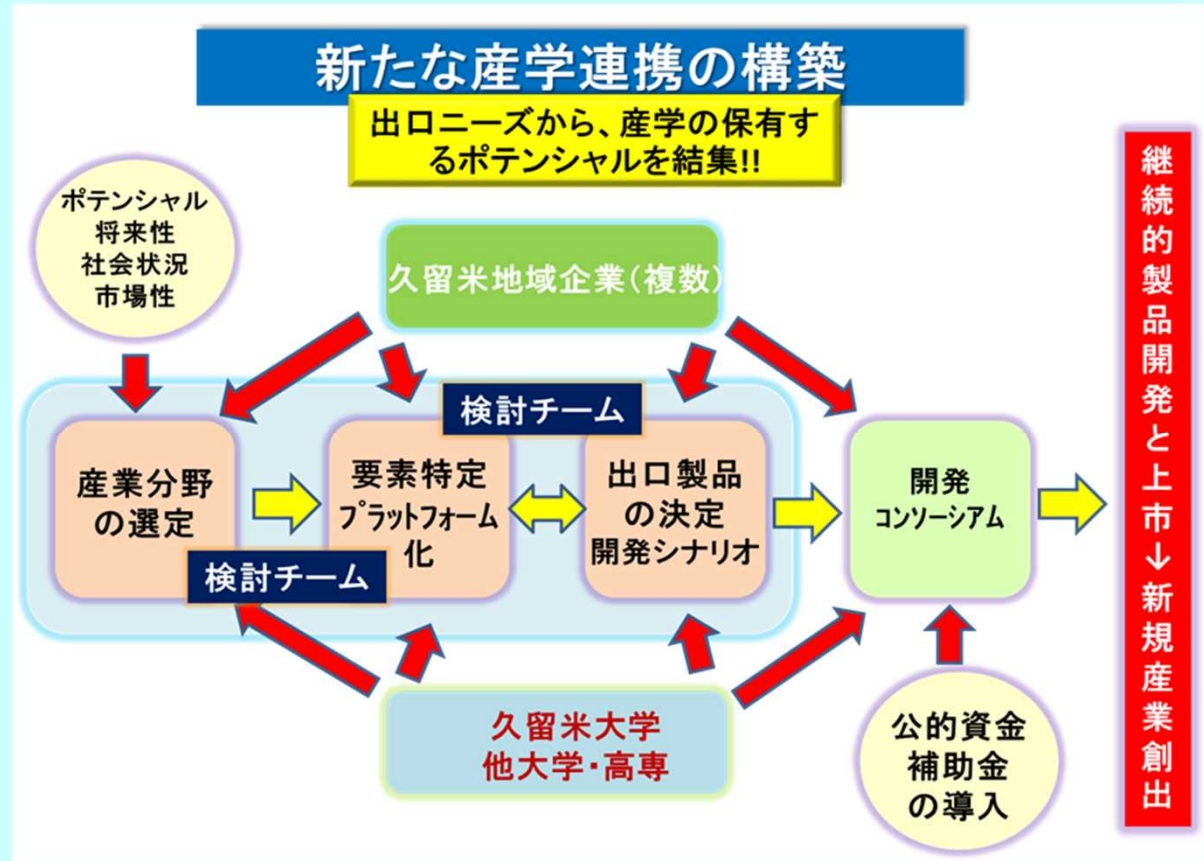 新たな産学連携の構築
出口ニーズから、産学の保有す
るポテンシャルを結集!!
ポテンシャル
将来性
社会状況
市場性
久留米地域企業(複数)
検討チーム
産業分野
の選定
要素特定
プラットフォーム
化
出口製品
の決定
開発シナリオ
開発
コンソーシアム
検討チーム
久留米大学
他大学・高専
公的資金
補助金
の導入
継続的製品開発と上市↓新規産業創出